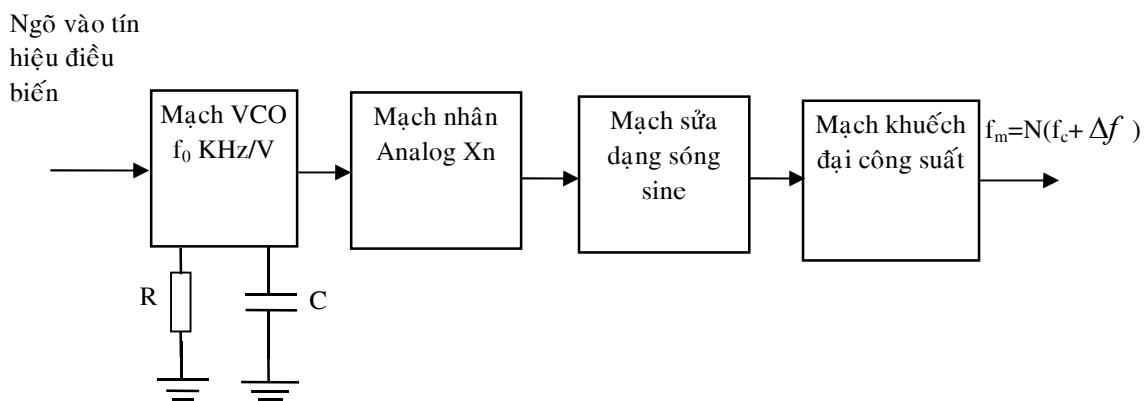 Ngõ vào tín
hiệu điều
biến
Mạch VCO
f₀ KHz/V
Mạch nhân
Analog Xn
Mạch sửa
dạng sóng
sine
Mạch khuếch
đại công suất
fₘ=N(f_c+ Δf )
R
C